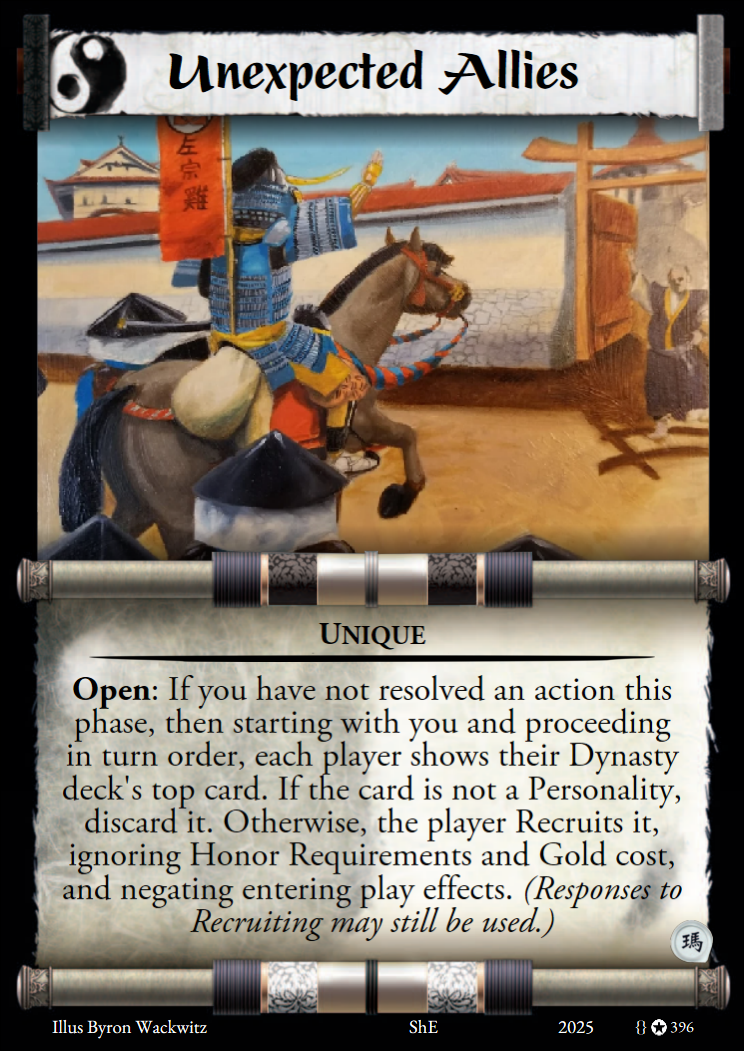 Unexpected Allies
左
宗
雞
UNIQUE
Open: If you have not resolved an action this
phase, then starting with you and proceeding
in turn order, each player shows their Dynasty
deck's top card. If the card is not a Personality,
discard it. Otherwise, the player Recruits it,
ignoring Honor Requirements and Gold cost,
and negating entering play effects. (Responses to
Recruiting may still be used.)
瑪
Illus Byron Wackwitz ShE 2025 {} ✪ 396